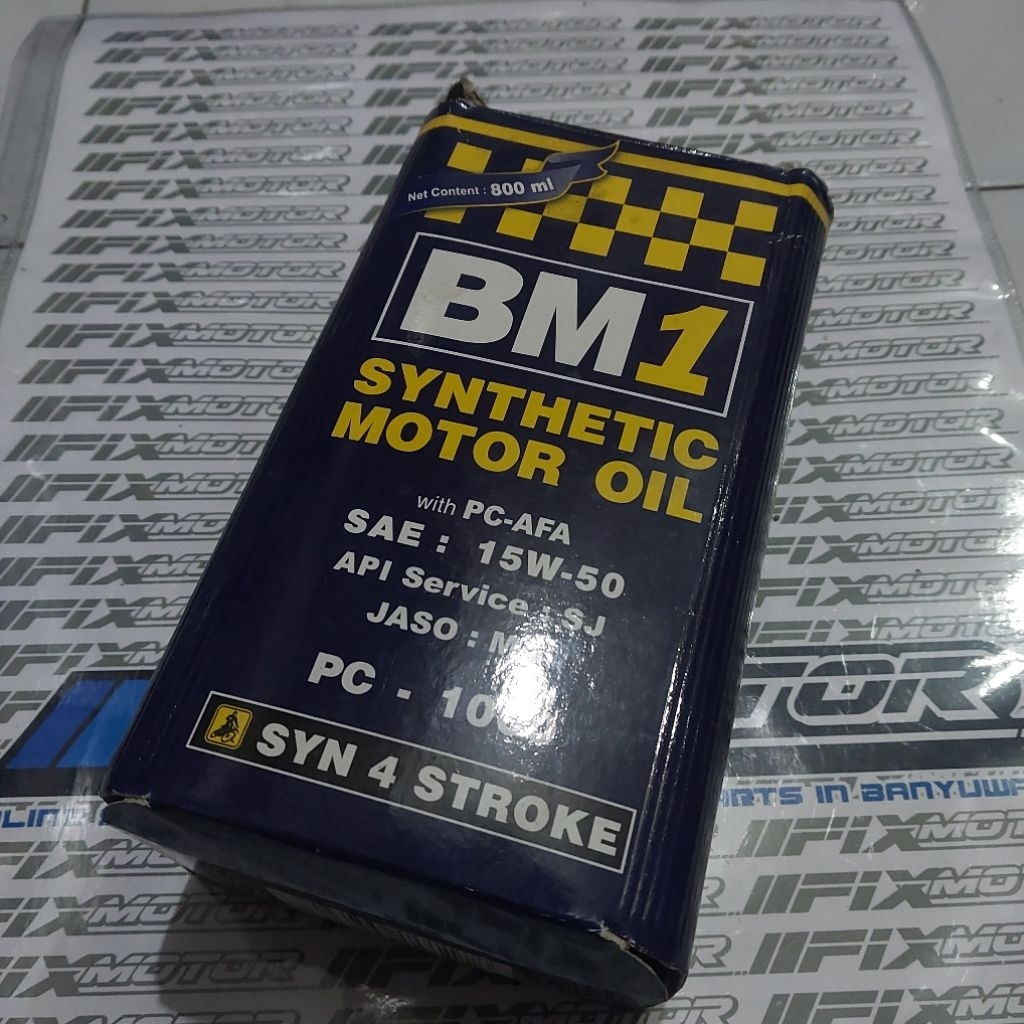 Net Content : 800 ml
BM1
SYNTHETIC
MOTOR OIL
with PC-AFA
SAE : 15W-50
API Service : SJ
JASO :
PC -
SYN 4 STROKE
//FiXMOTOR